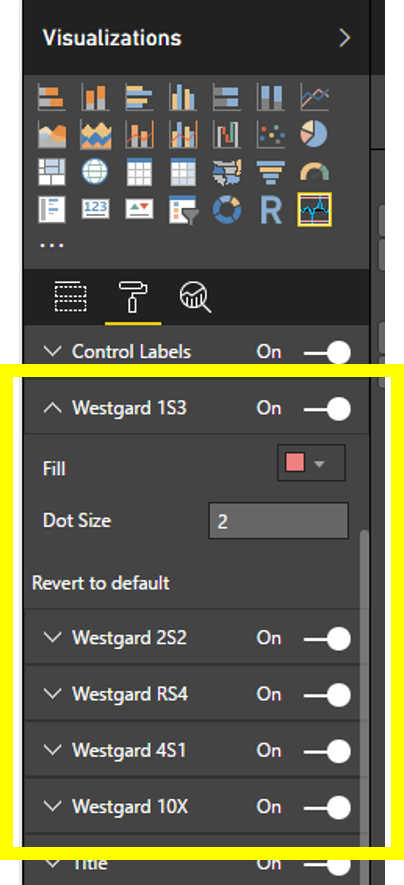 Visualizations
123
R
...
Control Labels On
Westgard 1S3 On
Fill
Dot Size 2
Revert to default
Westgard 2S2 On
Westgard RS4 On
Westgard 4S1 On
Westgard 10X On
Title On